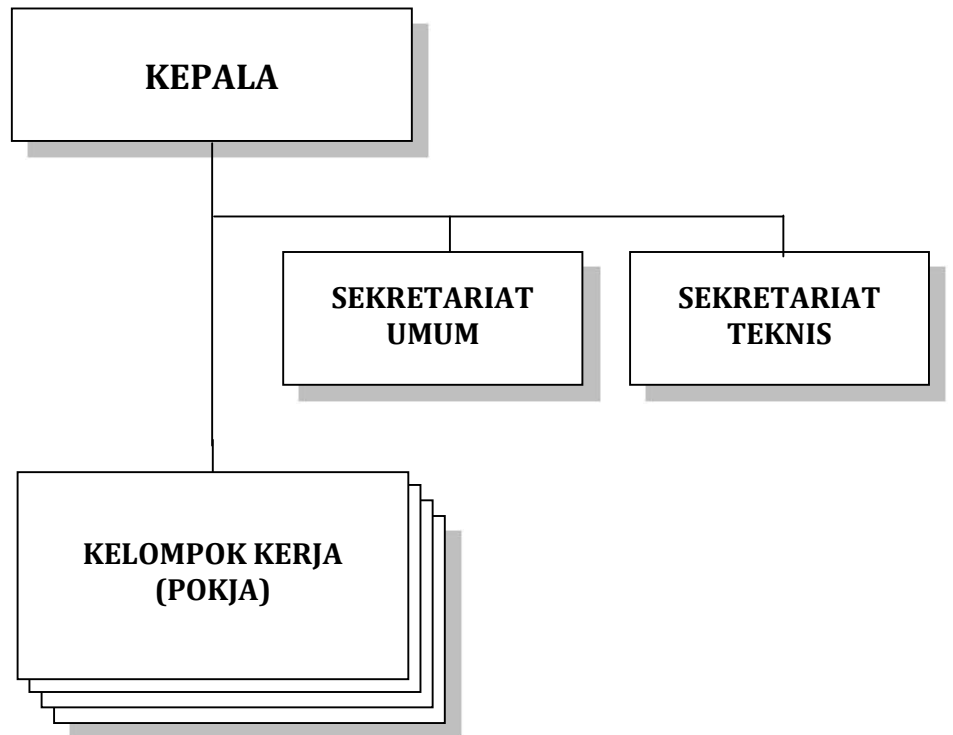 KEPALA
SEKRETARIAT
UMUM
SEKRETARIAT
TEKNIS
KELOMPOK KERJA
(POKJA)